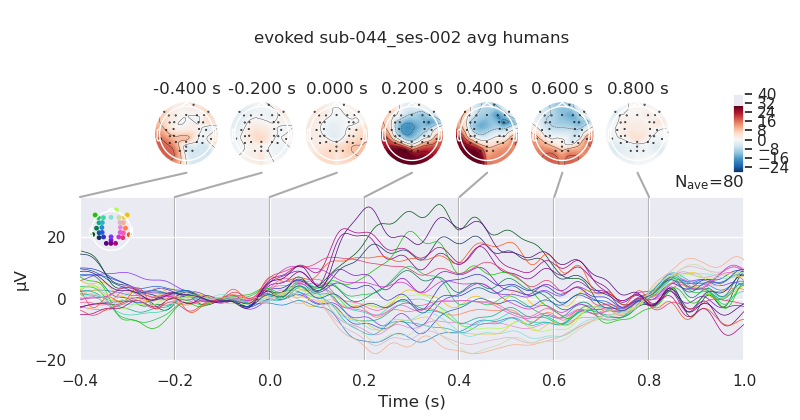 evoked sub-044_ses-002 avg humans
-0.400 s -0.200 s 0.000 s 0.200 s 0.400 s 0.600 s 0.800 s
40
32
24
16
8
0
−8
−16
−24
Nave=80
20
0
−20
µV
−0.4 −0.2 0.0 0.2 0.4 0.6 0.8 1.0
Time (s)